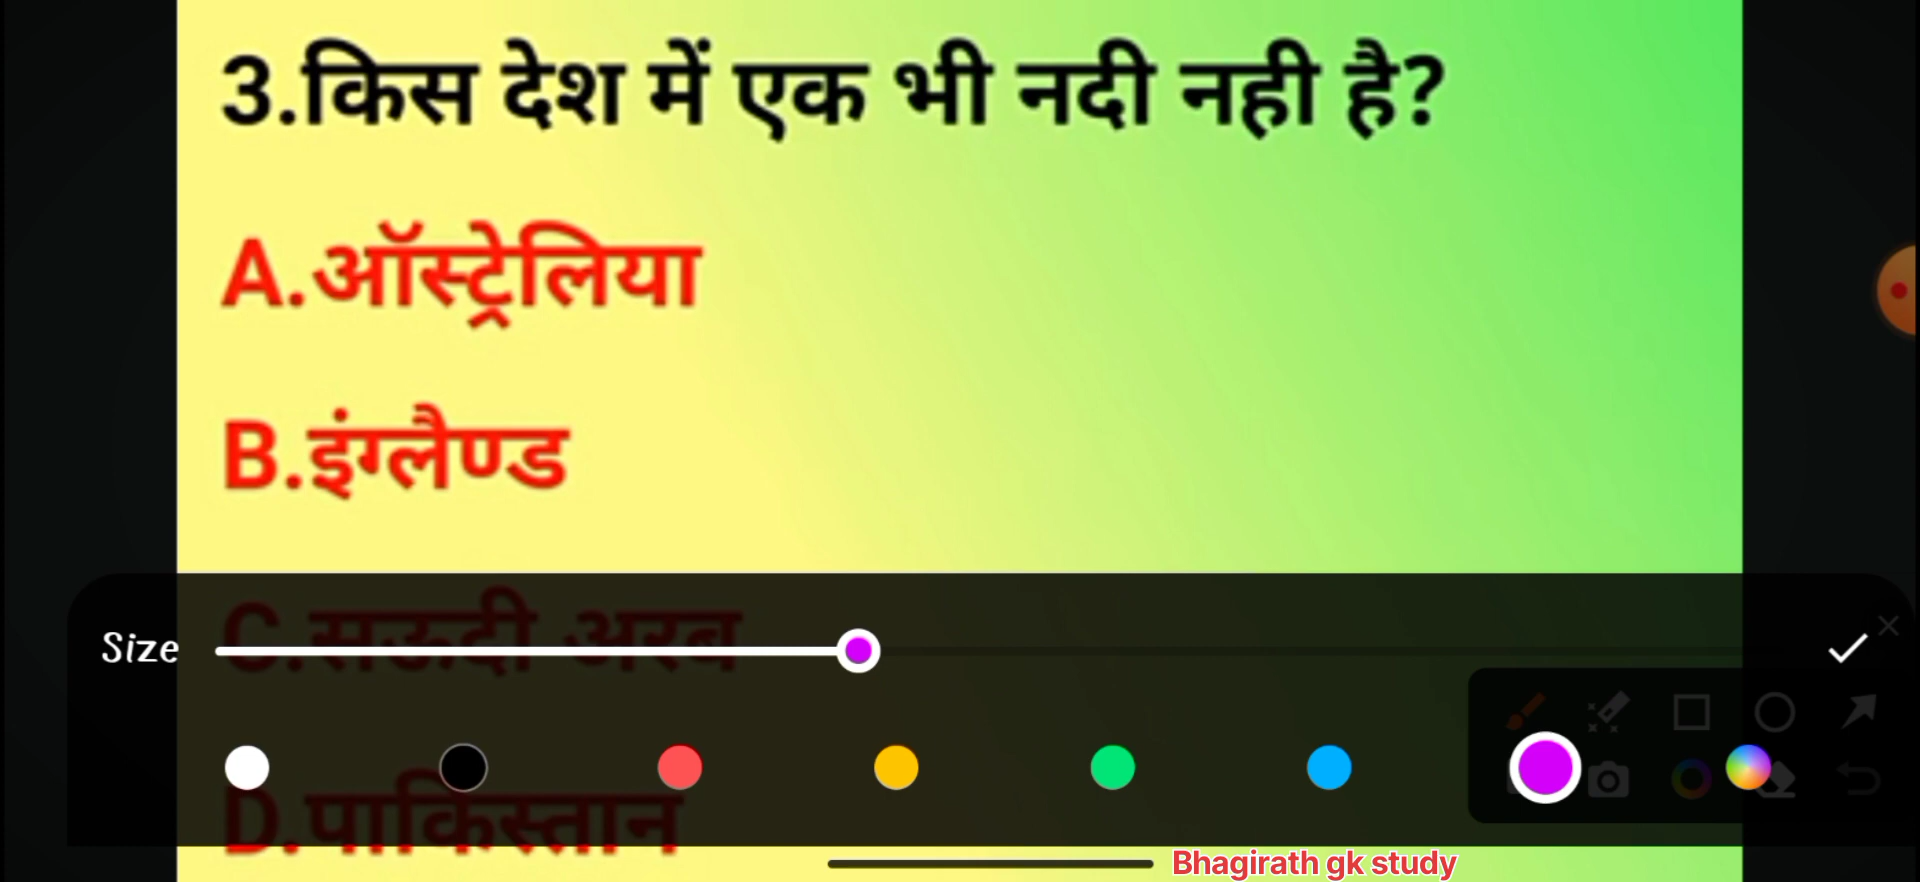 3.किस देश में एक भी नदी नही है?
A.ऑस्ट्रेलिया
B.इंग्लैण्ड
C.सऊदी अरब
Size
D.पाकिस्तान
Bhagirath gk study